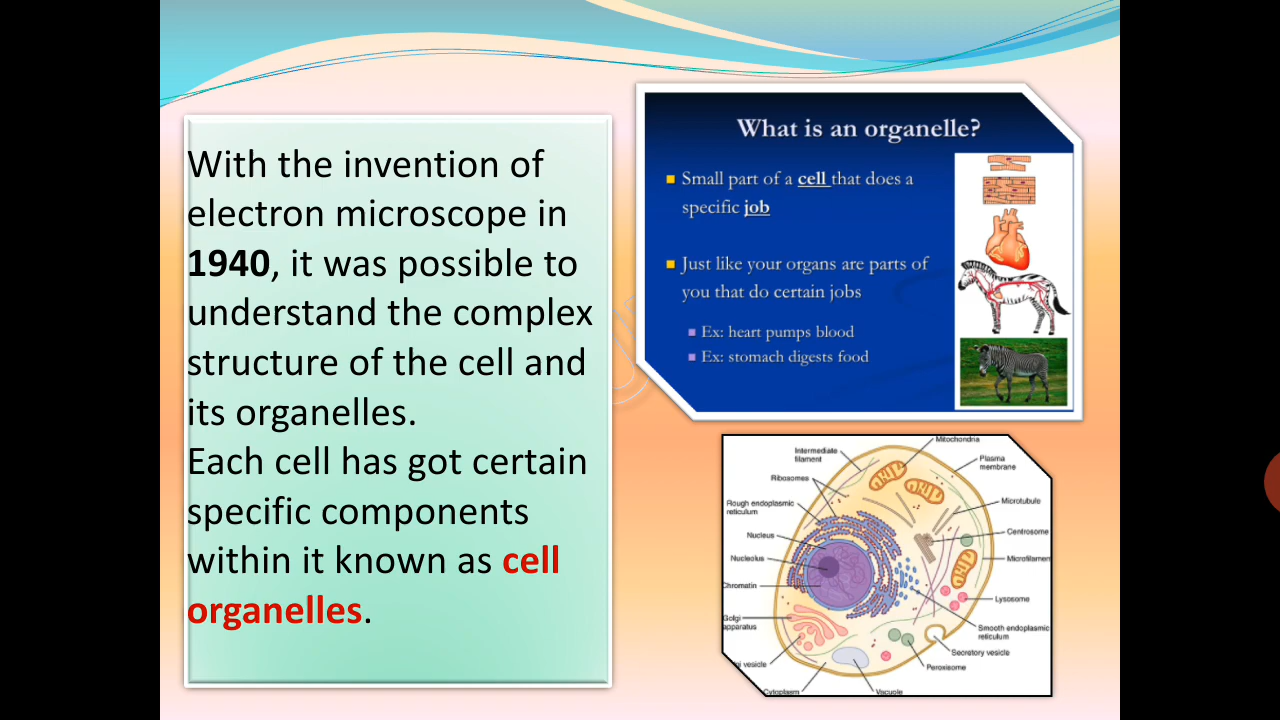 With the invention of
electron microscope in
1940, it was possible to
understand the complex
structure of the cell and
its organelles.
Each cell has got certain
specific components
within it known as cell
organelles.
What is an organelle?
Small part of a cell that does a
specific job
Just like your organs are parts of
you that do certain jobs
Ex: heart pumps blood
Ex: stomach digests food
Mitochondria
Intermediate
filament
Plasma
membrane
Ribosomes
Microtubule
Rough endoplasmic
reticulum
Centrosome
Nucleus
Microfilament
Nucleolus
Chromatin
Lysosome
Golgi
apparatus
Smooth endoplasmic
reticulum
Secretory vesicle
vesicle
Peroxisome
Cytoplasm
Vacuole